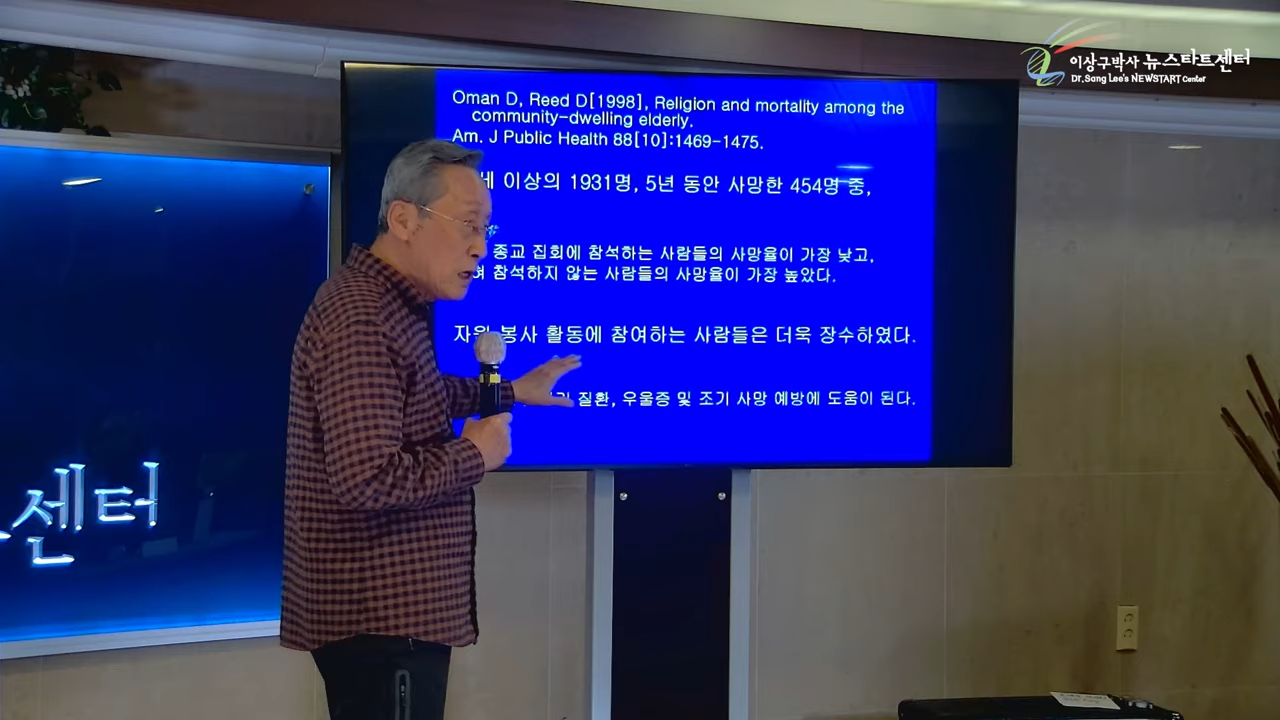 이상구박사 뉴스타트센터
Dr. Sang Lee's NEWSTART Center
Oman D, Reed D[1998], Religion and mortality among the
community-dwelling elderly.
Am. J Public Health 88[10]:1469-1475.
이상의 1931명, 5년 동안 사망한 454명 중,
종교 집회에 참석하는 사람들의 사망율이 가장 낮고,
참석하지 않는 사람들의 사망율이 가장 높았다.
봉사 활동에 참여하는 사람들은 더욱 장수하였다.
질환, 우울증 및 조기 사망 예방에 도움이 된다.
센터